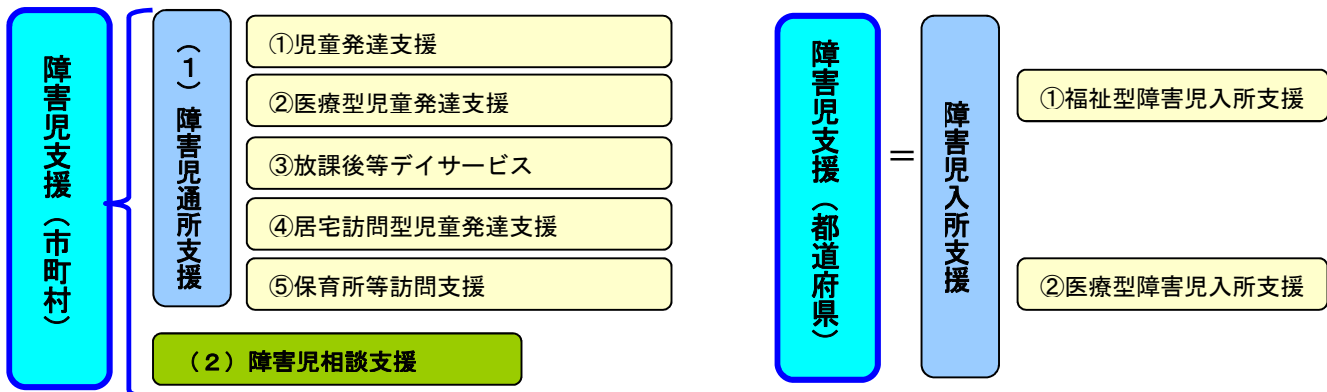 障害児支援（市町村）
（１）障害児通所支援
①児童発達支援
②医療型児童発達支援
③放課後等デイサービス
④居宅訪問型児童発達支援
⑤保育所等訪問支援
（２）障害児相談支援
障害児支援（都道府県）
＝
障害児入所支援
①福祉型障害児入所支援
②医療型障害児入所支援